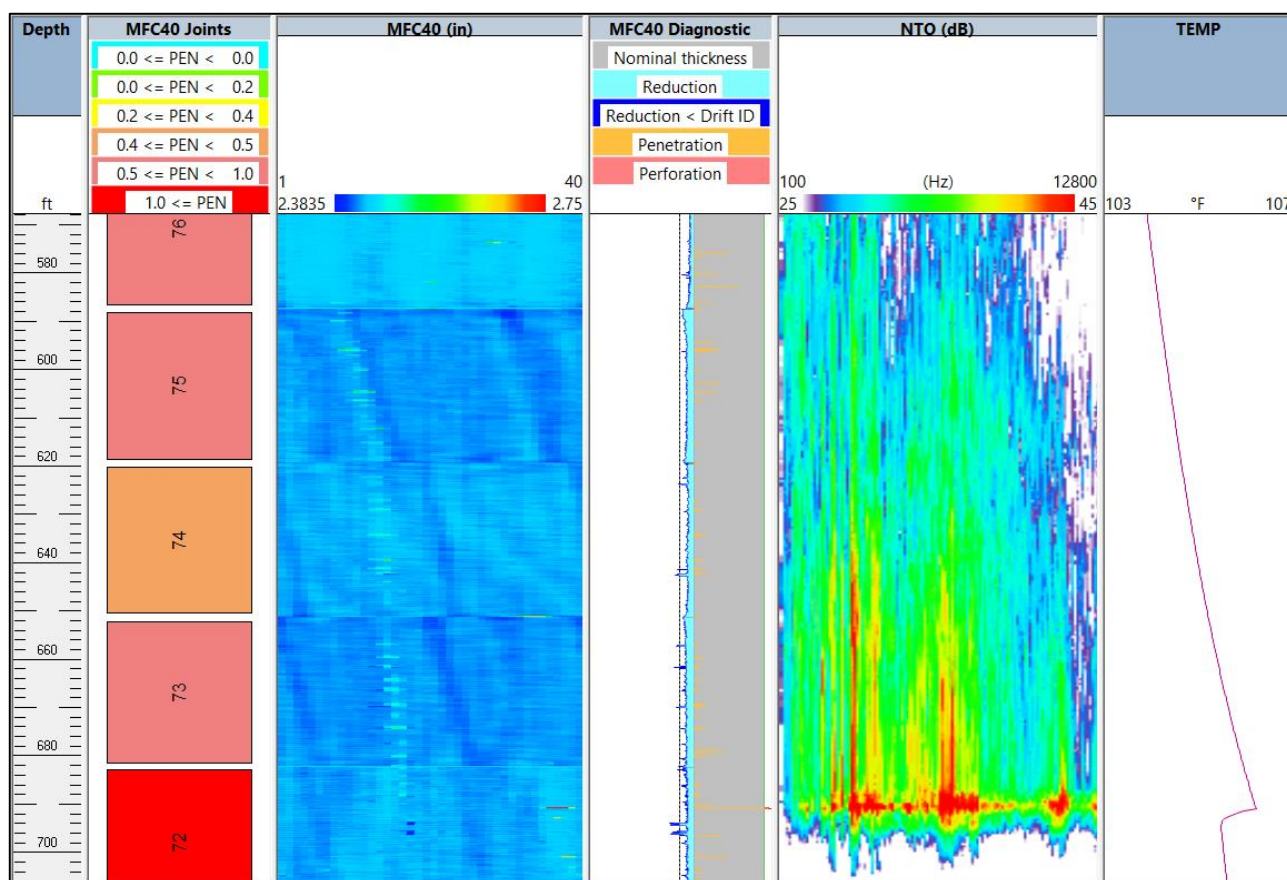 Depth
MFC40 Joints
MFC40 (in)
MFC40 Diagnostic
NTO (dB)
TEMP
0.0 <= PEN < 0.0
0.0 <= PEN < 0.2
0.2 <= PEN < 0.4
0.4 <= PEN < 0.5
0.5 <= PEN < 1.0
1.0 <= PEN
Nominal thickness
Reduction
Reduction < Drift ID
Penetration
Perforation
1 40
100 (Hz) 12800
ft
2.3835 2.75
25 45
103 °F 107
76
580
600
75
620
74
640
660
73
680
72
700